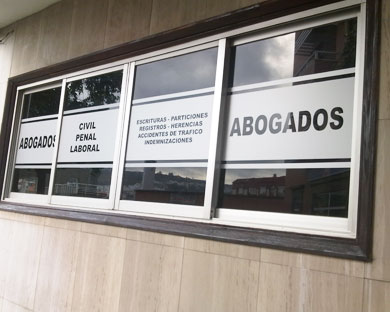 ABOGADOS
CIVIL
PENAL
LABORAL
ESCRITURAS - PARTICIONES
REGISTROS - HERENCIAS
ACCIDENTES DE TRAFICO
INDEMNIZACIONES
ABOGADOS